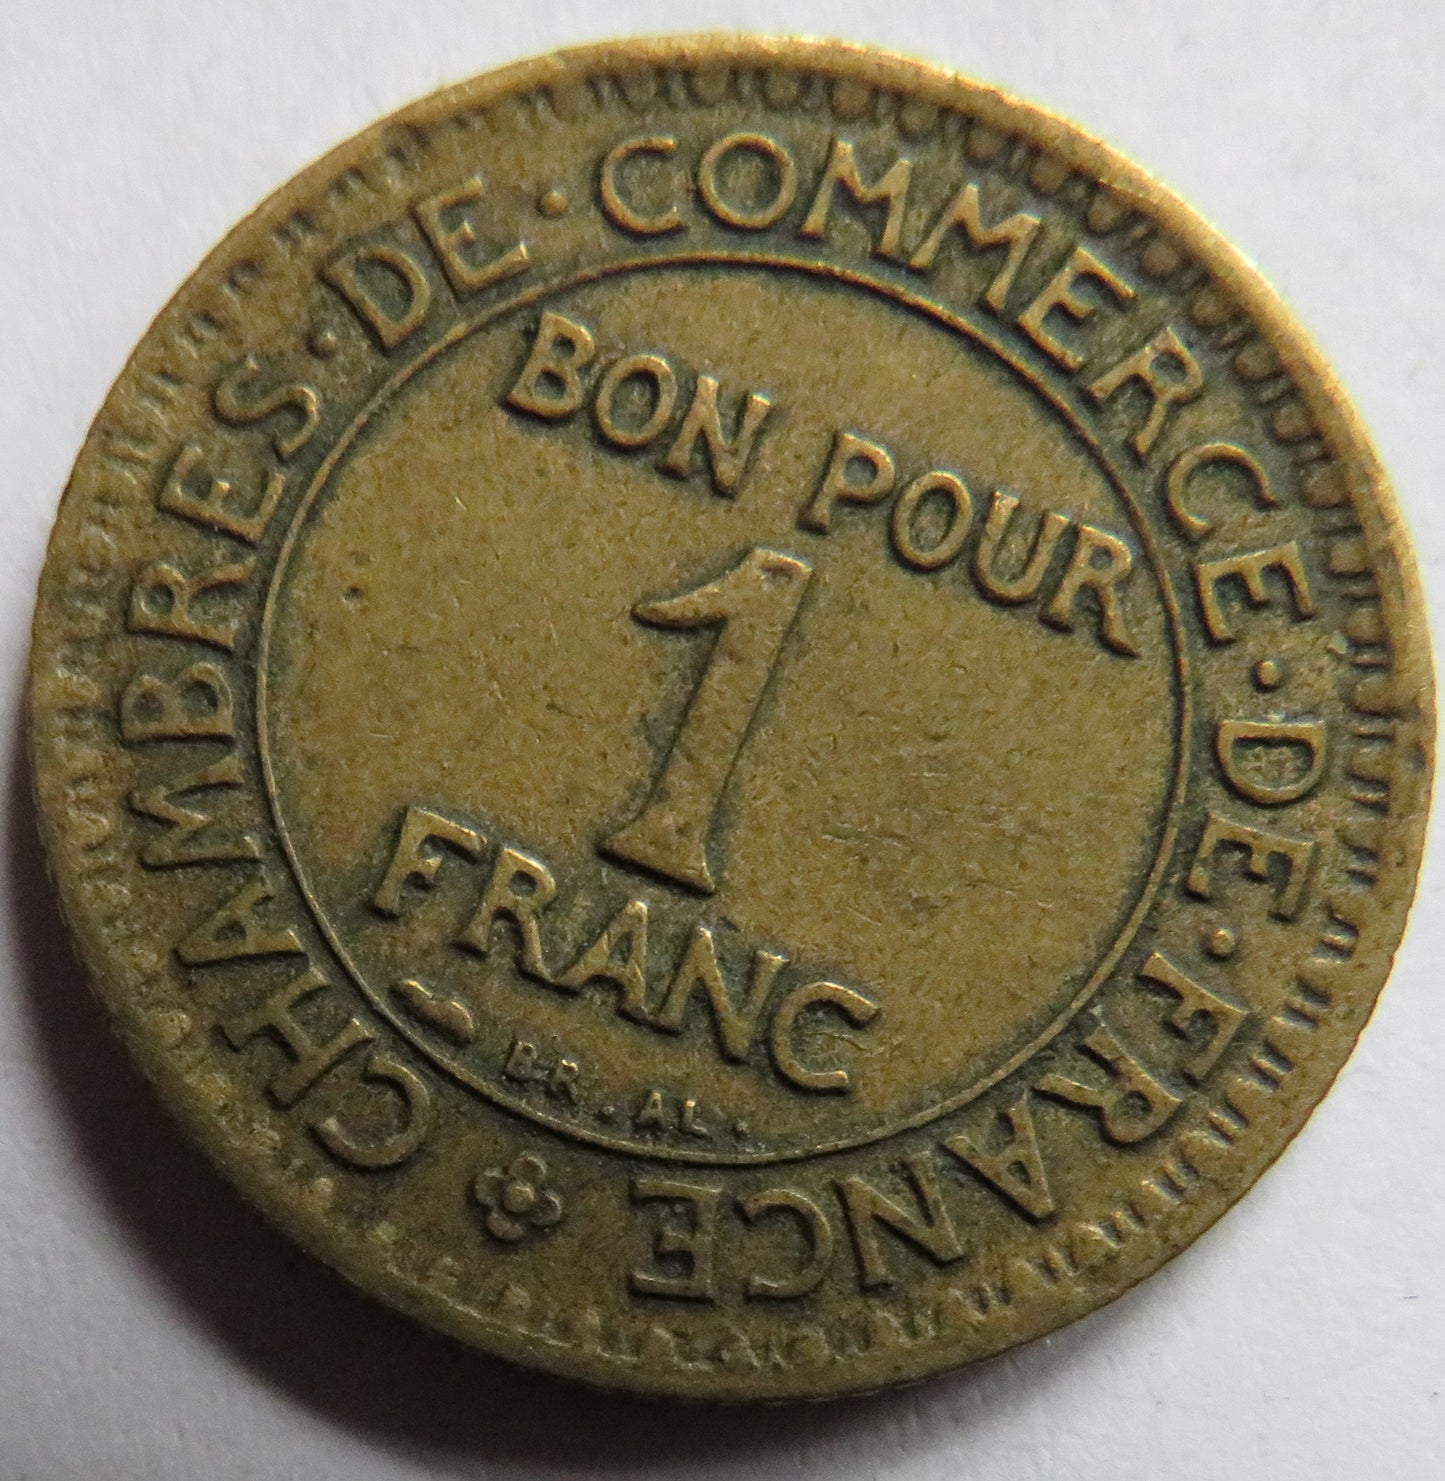 CHAMBRES · DE · COMMERCE · DE · FRANCE
BON POUR
1
FRANC
BR . AL .